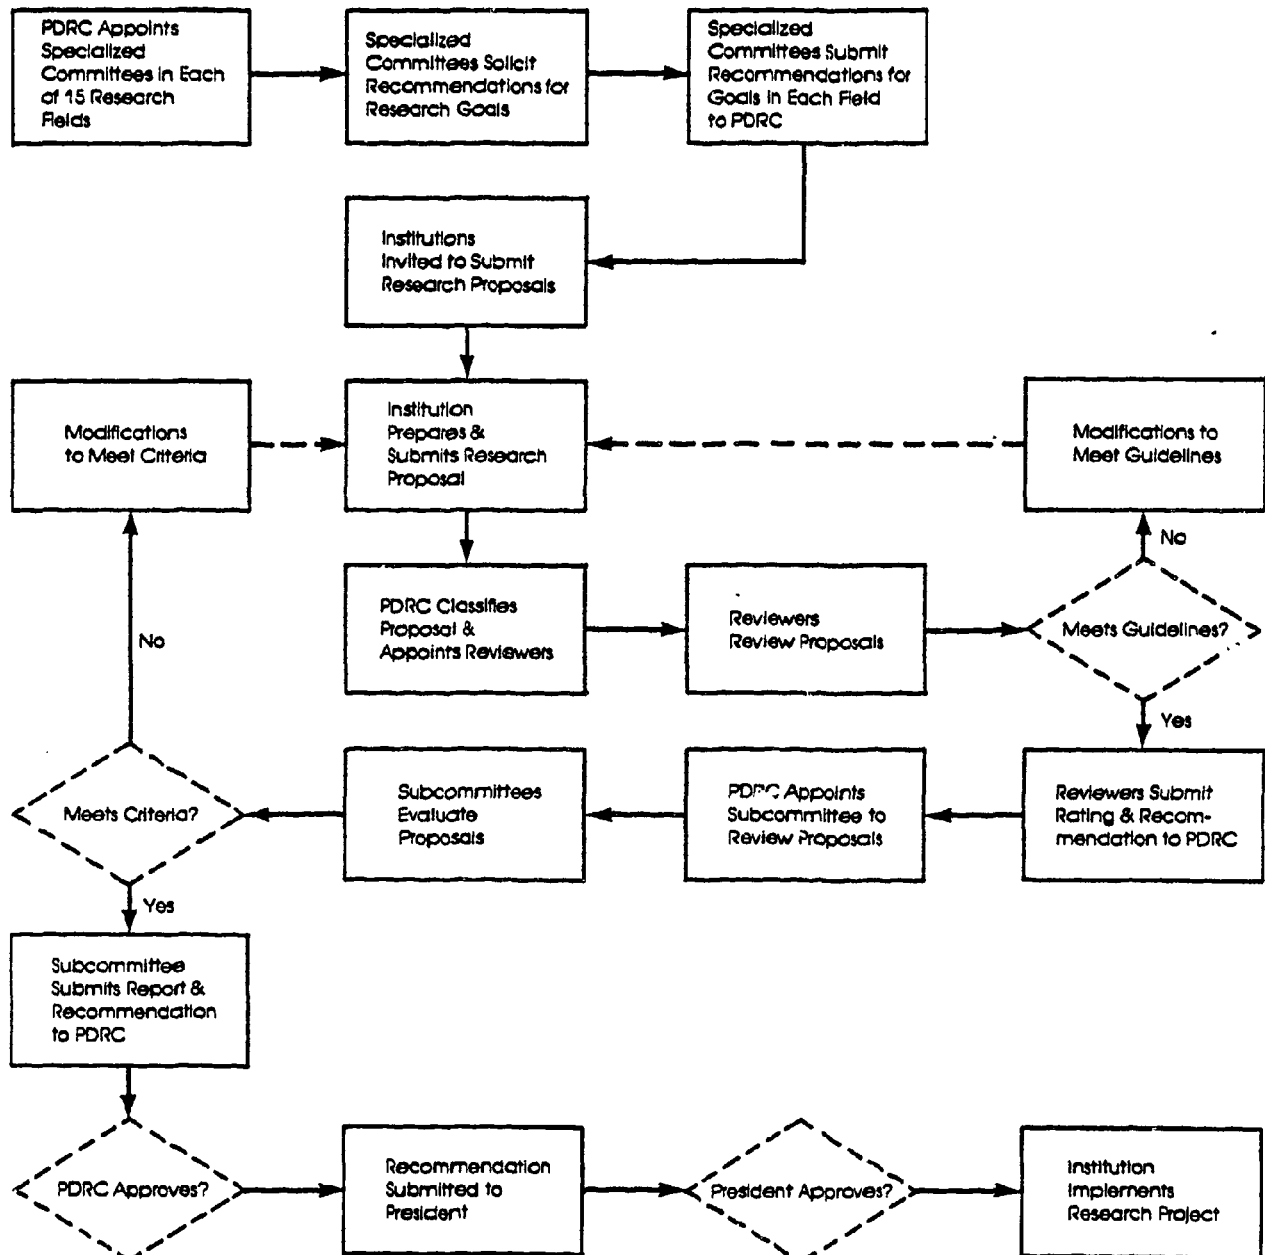 PDRC Appoints
Specialized
Committees in Each
of 15 Research
Fields
Specialized
Committees Solicit
Recommendations for
Research Goals
Specialized
Committees Submit
Recommendations for
Goals in Each Field
to PDRC
Institutions
Invited to Submit
Research Proposals
Modifications
to Meet Criteria
Institution
Prepares &
Submits Research
Proposal
Modifications to
Meet Guidelines
No
PDRC Classifies
Proposal &
Appoints Reviewers
Reviewers
Review Proposals
Meets Guidelines?
No
Yes
Meets Criteria?
Subcommittees
Evaluate
Proposals
PDRC Appoints
Subcommittee to
Review Proposals
Reviewers Submit
Rating & Recom-
mendation to PDRC
Yes
Subcommittee
Submits Report &
Recommendation
to PDRC
PDRC Approves?
Recommendation
Submitted to
President
President Approves?
Institution
Implements
Research Project